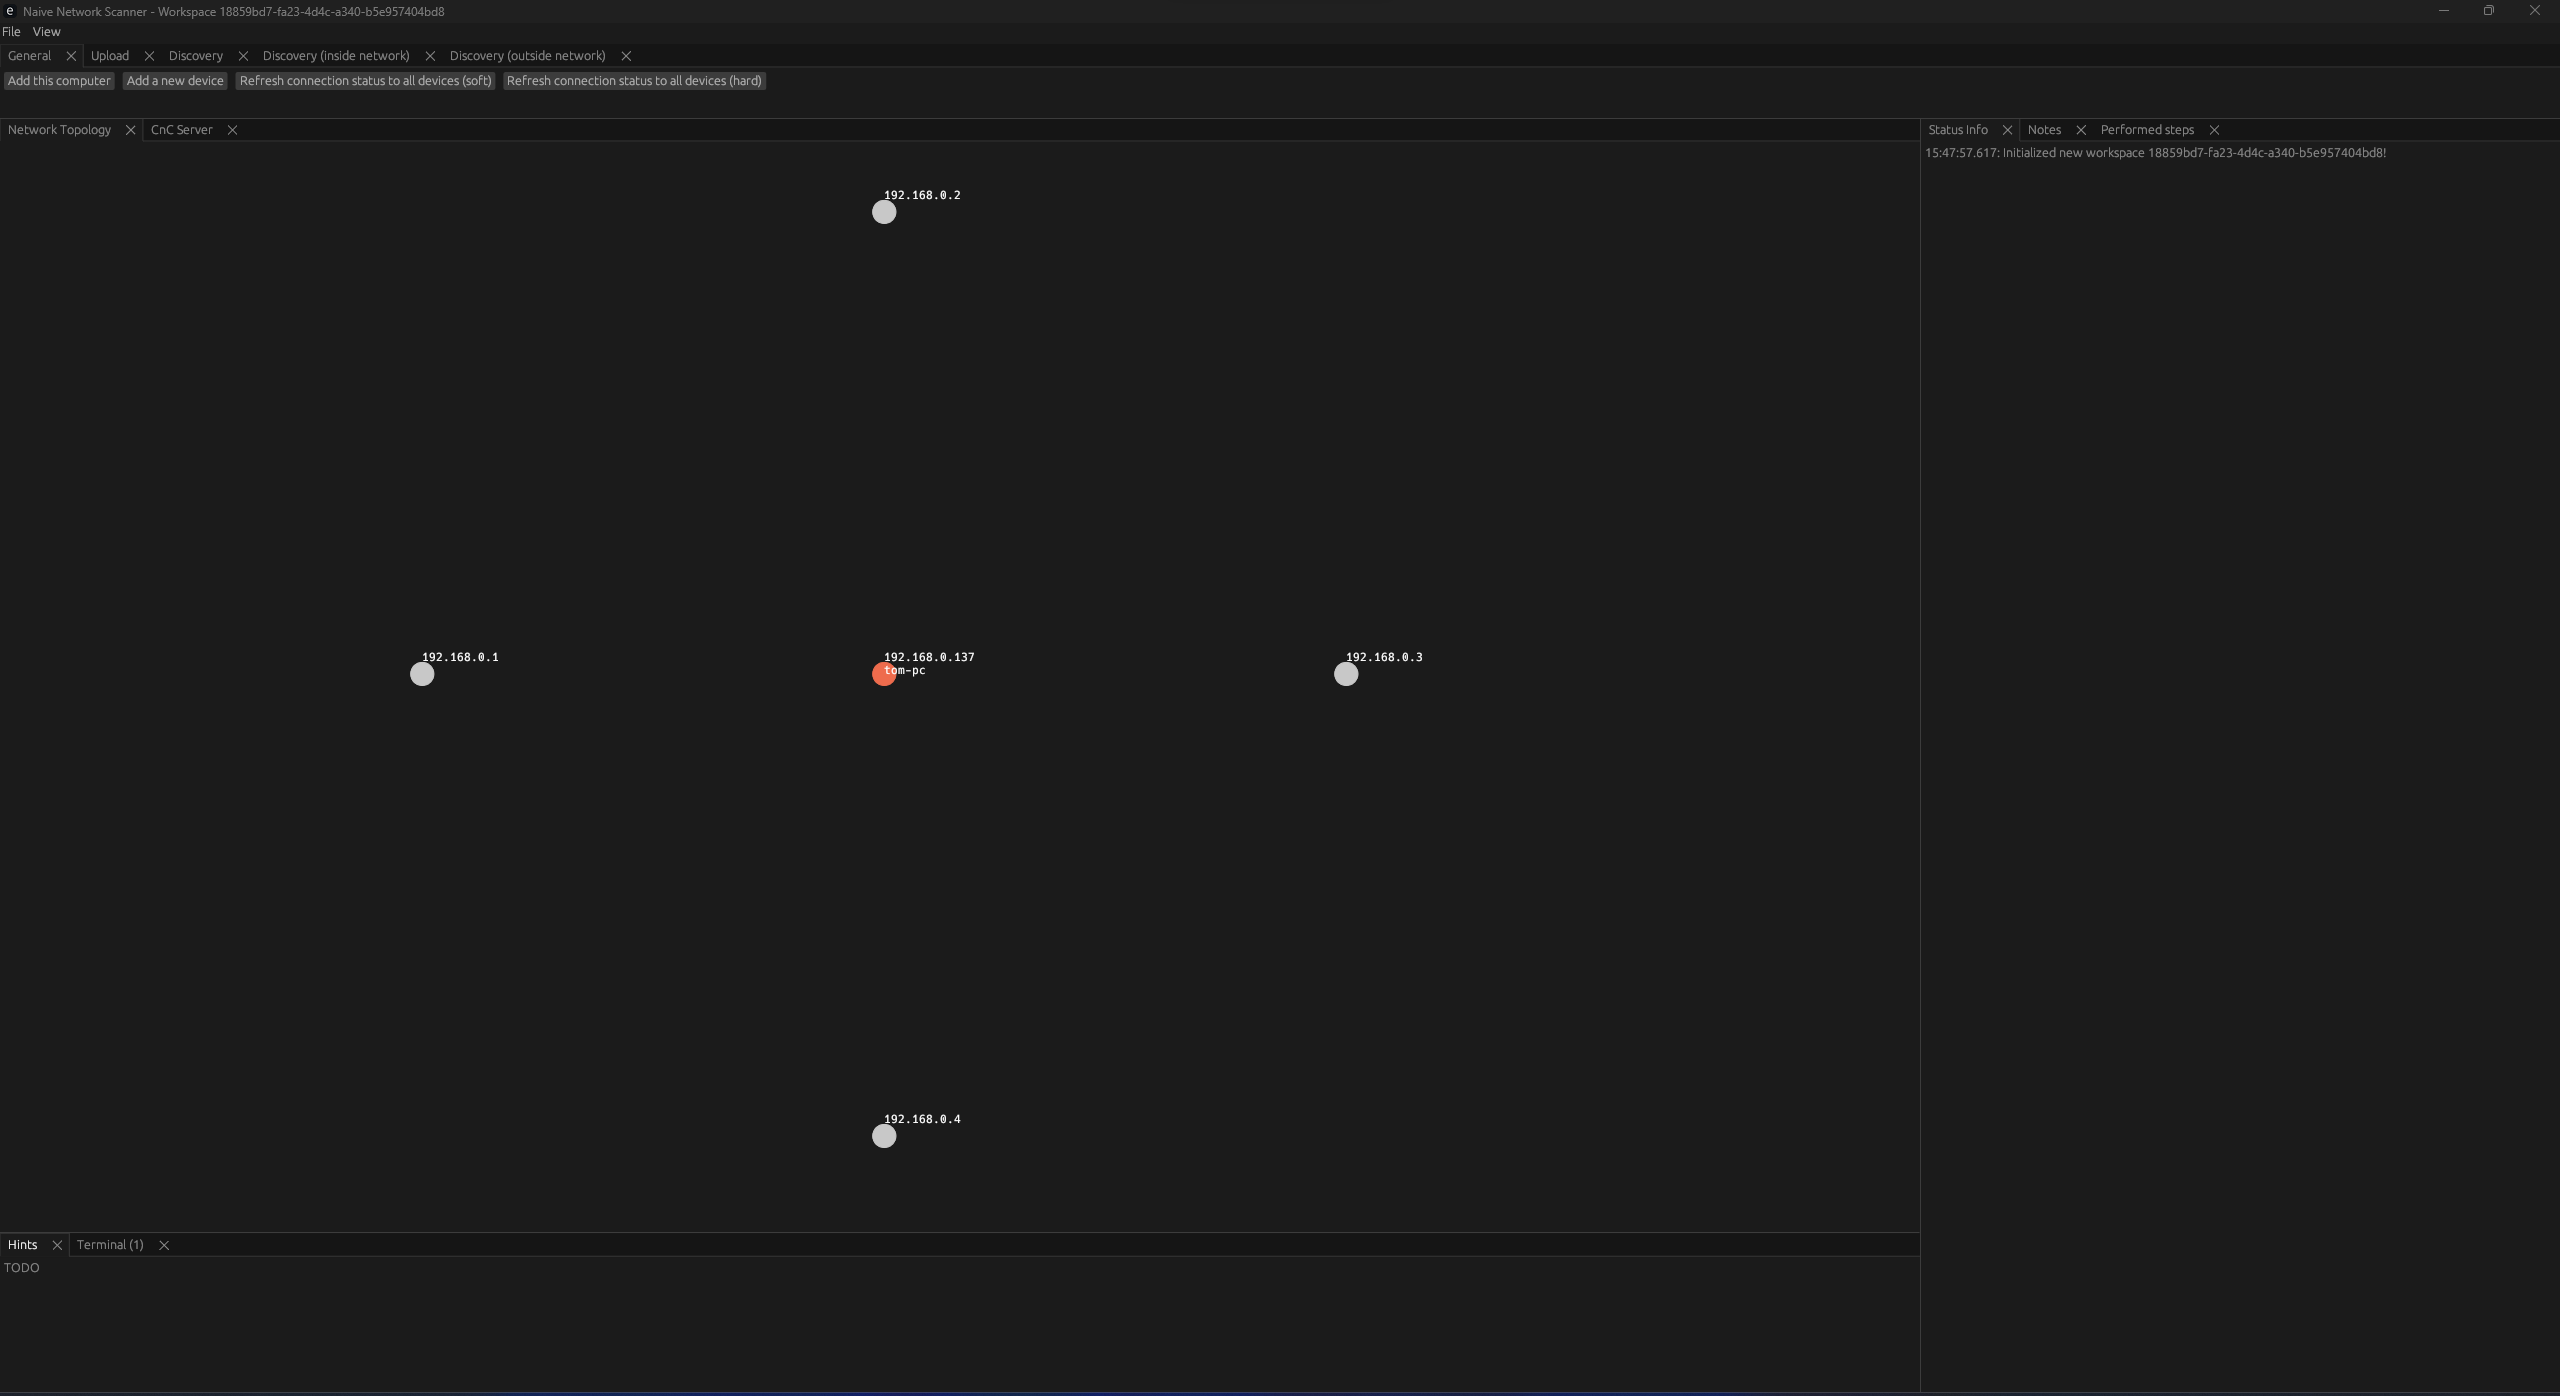 e Naive Network Scanner - Workspace 18859bd7-fa23-4d4c-a340-b5e957404bd8
File View
General Upload Discovery Discovery (inside network) Discovery (outside network)
Add this computer Add a new device Refresh connection status to all devices (soft) Refresh connection status to all devices (hard)
Network Topology CnC Server
Status Info Notes Performed steps
15:47:57.617: Initialized new workspace 18859bd7-fa23-4d4c-a340-b5e957404bd8!
192.168.0.2
192.168.0.1
192.168.0.137
tom-pc
192.168.0.3
192.168.0.4
Hints Terminal (1)
TODO